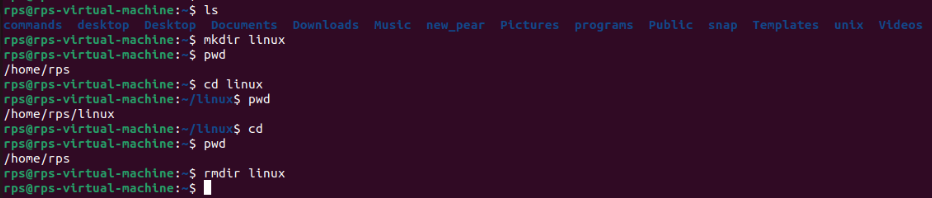 rps@rps-virtual-machine:~$ ls
commands desktop Desktop Documents Downloads Music new_pear Pictures programs Public snap Templates unix Videos
rps@rps-virtual-machine:~$ mkdir linux
rps@rps-virtual-machine:~$ pwd
/home/rps
rps@rps-virtual-machine:~$ cd linux
rps@rps-virtual-machine:~/linux$ pwd
/home/rps/linux
rps@rps-virtual-machine:~/linux$ cd
rps@rps-virtual-machine:~$ pwd
/home/rps
rps@rps-virtual-machine:~$ rmdir linux
rps@rps-virtual-machine:~$